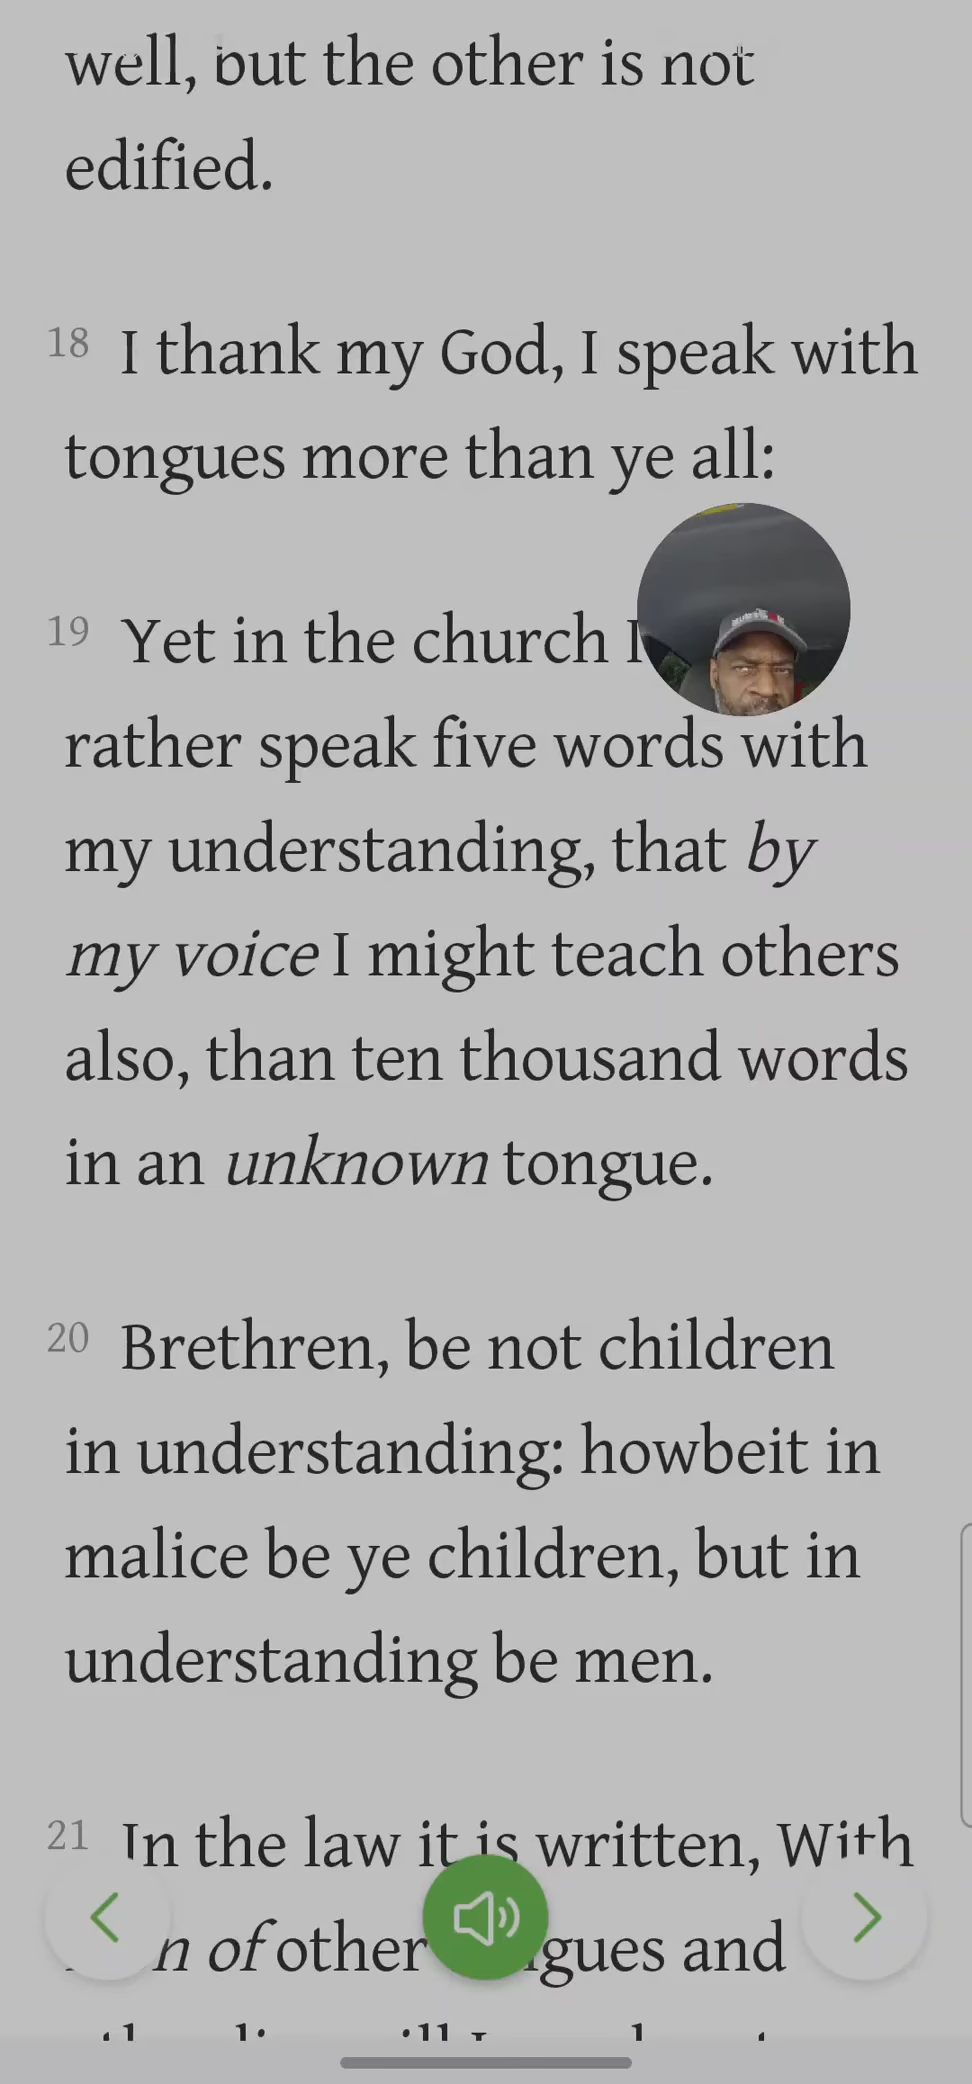 well, but the other is not
edified.
18 I thank my God, I speak with
tongues more than ye all:
19 Yet in the church I
rather speak five words with
my understanding, that by
my voice I might teach others
also, than ten thousand words
in an unknown tongue.
20 Brethren, be not children
in understanding: howbeit in
malice be ye children, but in
understanding be men.
21 In the law it is written, With
of other and